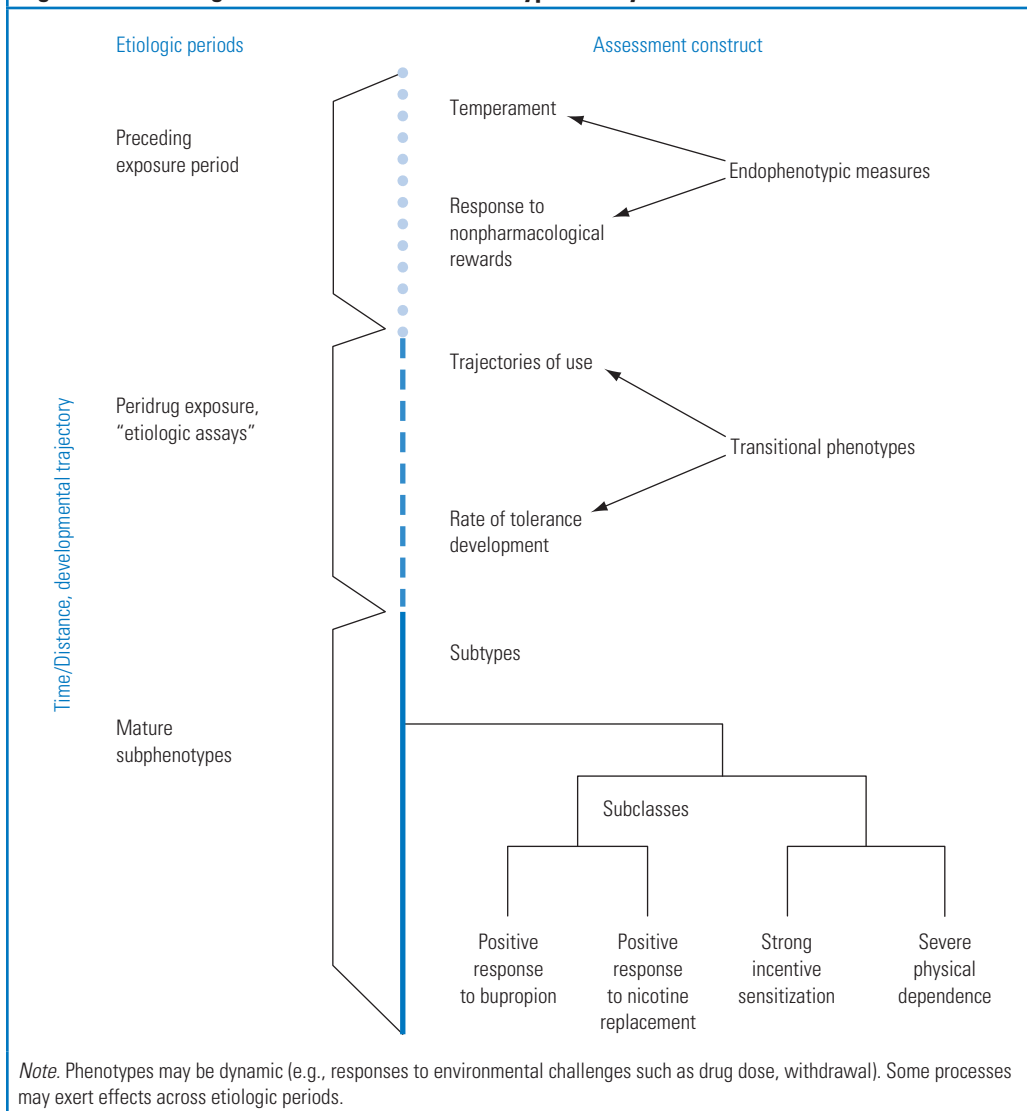 Etiologic periods
Assessment construct
Temperament
Preceding
exposure period
Endophenotypic measures
Response to
nonpharmacological
rewards
Trajectories of use
Peridrug exposure,
“etiologic assays”
Transitional phenotypes
Rate of tolerance
development
Time/Distance, developmental trajectory
Subtypes
Mature
subphenotypes
Subclasses
Positive
response
to bupropion
Positive
response
to nicotine
replacement
Strong
incentive
sensitization
Severe
physical
dependence
Note. Phenotypes may be dynamic (e.g., responses to environmental challenges such as drug dose, withdrawal). Some processes
may exert effects across etiologic periods.